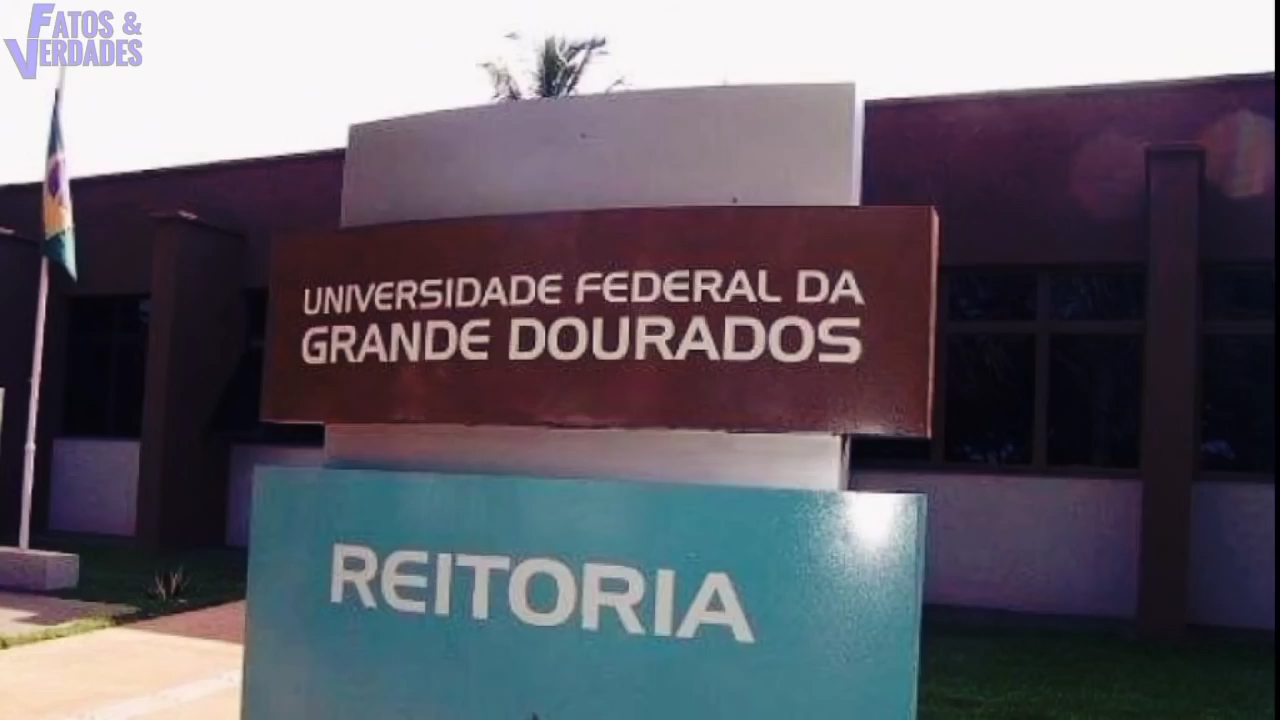 FATOS &
VERDADES
UNIVERSIDADE FEDERAL DA
GRANDE DOURADOS
REITORIA